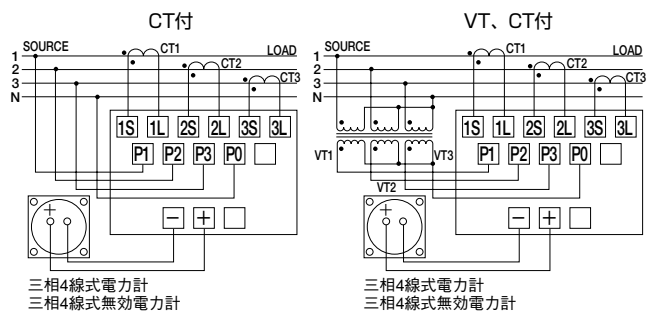 CT付
1 SOURCE CT1 LOAD
2 CT2
3 CT3
N
1S 1L 2S 2L 3S 3L
P1 P2 P3 P0
− +
+
三相4線式電力計
三相4線式無効電力計
VT、CT付
1 SOURCE CT1 LOAD
2 CT2
3 CT3
N
1S 1L 2S 2L 3S 3L
P1 P2 P3 P0
VT1 VT3
VT2
− +
+
三相4線式電力計
三相4線式無効電力計